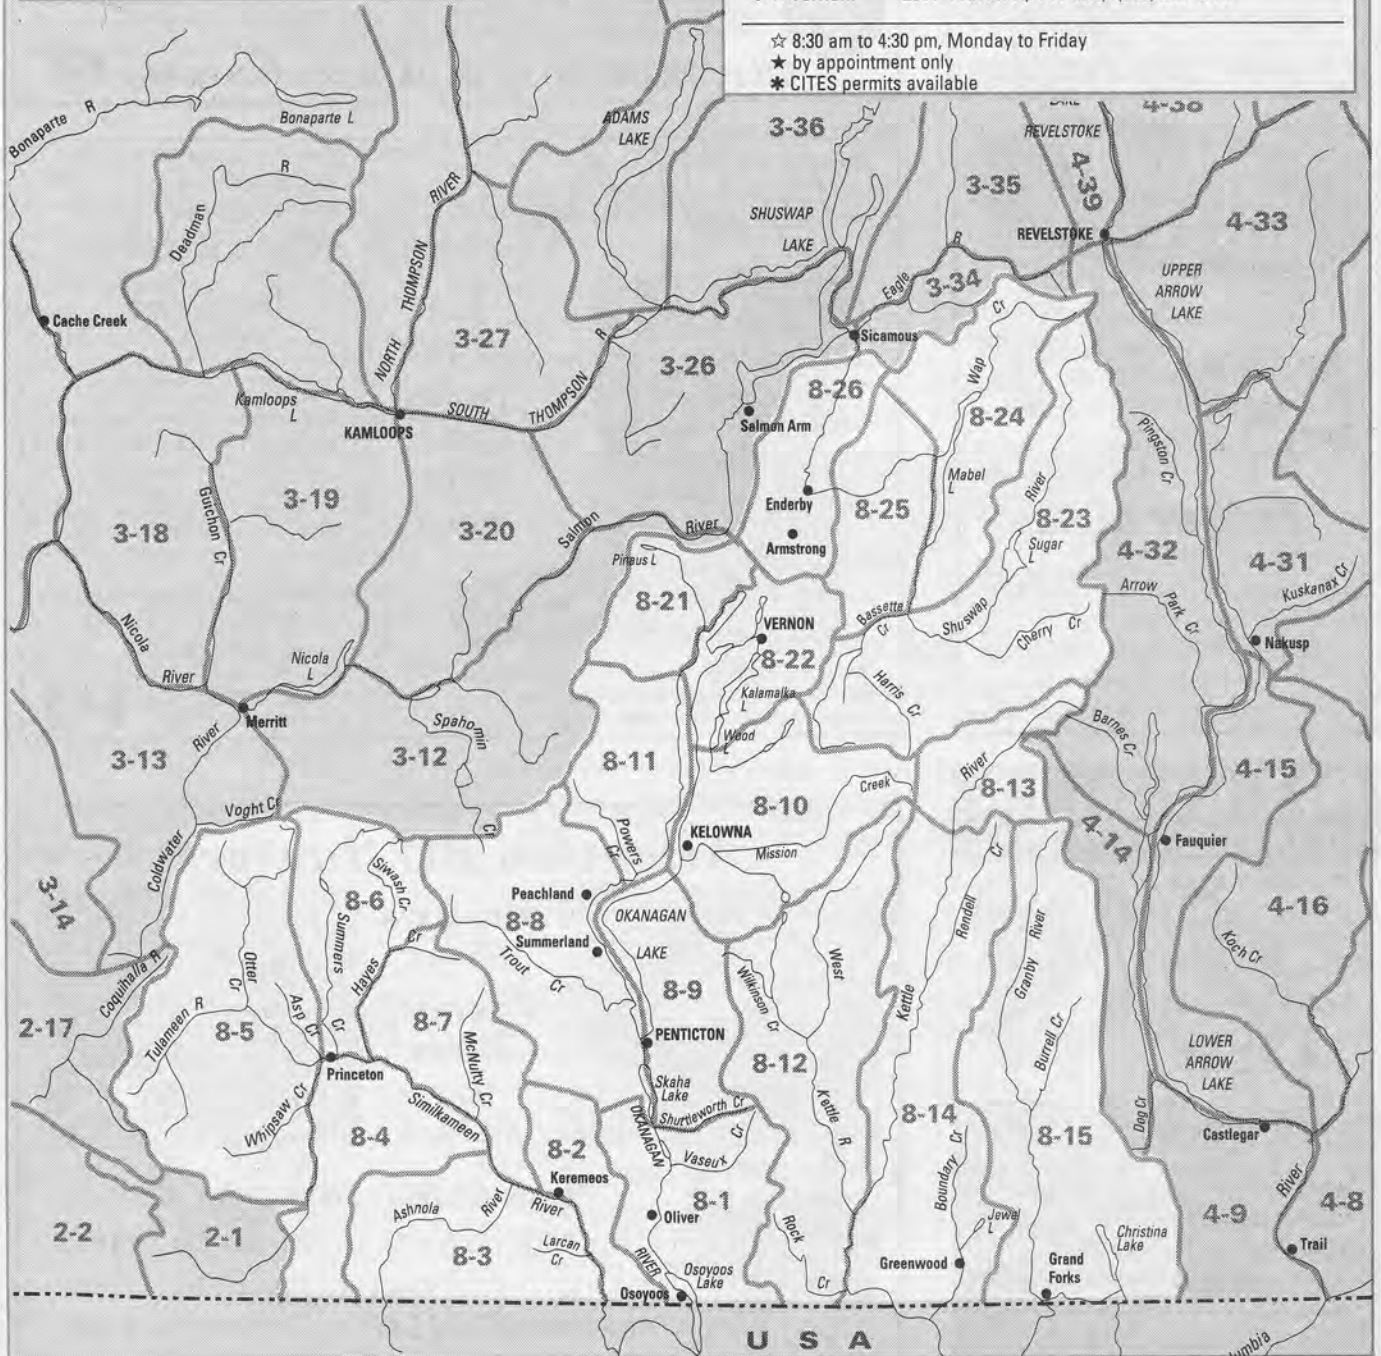 ☆ 8:30 am to 4:30 pm, Monday to Friday
★ by appointment only
✱ CITES permits available
Bonaparte R
Bonaparte L
R
Deadman
NORTH THOMPSON RIVER
ADAMS
LAKE
3-36
LAKE
REVELSTOKE
4-38
4-39
3-35
SHUSWAP
LAKE
REVELSTOKE
4-33
R
Eagle
3-34
UPPER
ARROW
LAKE
Cache Creek
3-27
3-26
Sicamous
Cr
Wap
8-26
8-24
Kamloops
L
KAMLOOPS
SOUTH THOMPSON R
Salmon Arm
Pingston Cr
Mabel
L
Enderby
8-25
River
8-23
Sugar
L
3-18
Guichon Cr
3-19
3-20
Salmon River
Armstrong
4-32
4-31
Pinaus L
8-21
Arrow Park Cr
Kuskanax Cr
Bessette
Cr
Shuswap
Cherry Cr
VERNON
8-22
Nakusp
Nicola
River
Nicola
L
Kalamalka
L
Harris Cr
Merritt
River
Spahomin
Wood
L
Barnes Cr
3-13
3-12
8-11
River
8-13
4-15
8-10
Creek
Voght Cr
Cr
Powers
Cr
KELOWNA
Mission
4-14
Fauquier
Coldwater
3-14
Siwash Cr
8-6
Peachland
8-8
Summerland
OKANAGAN
LAKE
Rendell
Cr
4-16
Coquihalla R
Otter
Cr
Summers
Cr
Hayes
Cr
Trout
Cr
West
Granby River
Koch Cr
2-17
Tulameen R
8-5
Asp Cr
8-7
8-9
Wilkinson Cr
Kettle
McNulty Cr
PENTICTON
Burrell Cr
LOWER
ARROW
LAKE
Princeton
8-12
Skaha
Lake
Whipsaw Cr
Similkameen
Shuttleworth Cr
Kettle R
8-14
Dog Cr
8-4
8-2
OKANAGAN
Vaseux
Cr
8-15
Castlegar
Keremeos
River
8-1
Boundary Cr
River
Ashnola
River
Oliver
Rock
Jewel
L
4-9
4-8
2-2
2-1
8-3
Larcan
Cr
RIVER
Osoyoos
Lake
Cr
Greenwood
Grand
Forks
Christina
Lake
Trail
Osoyoos
U S A